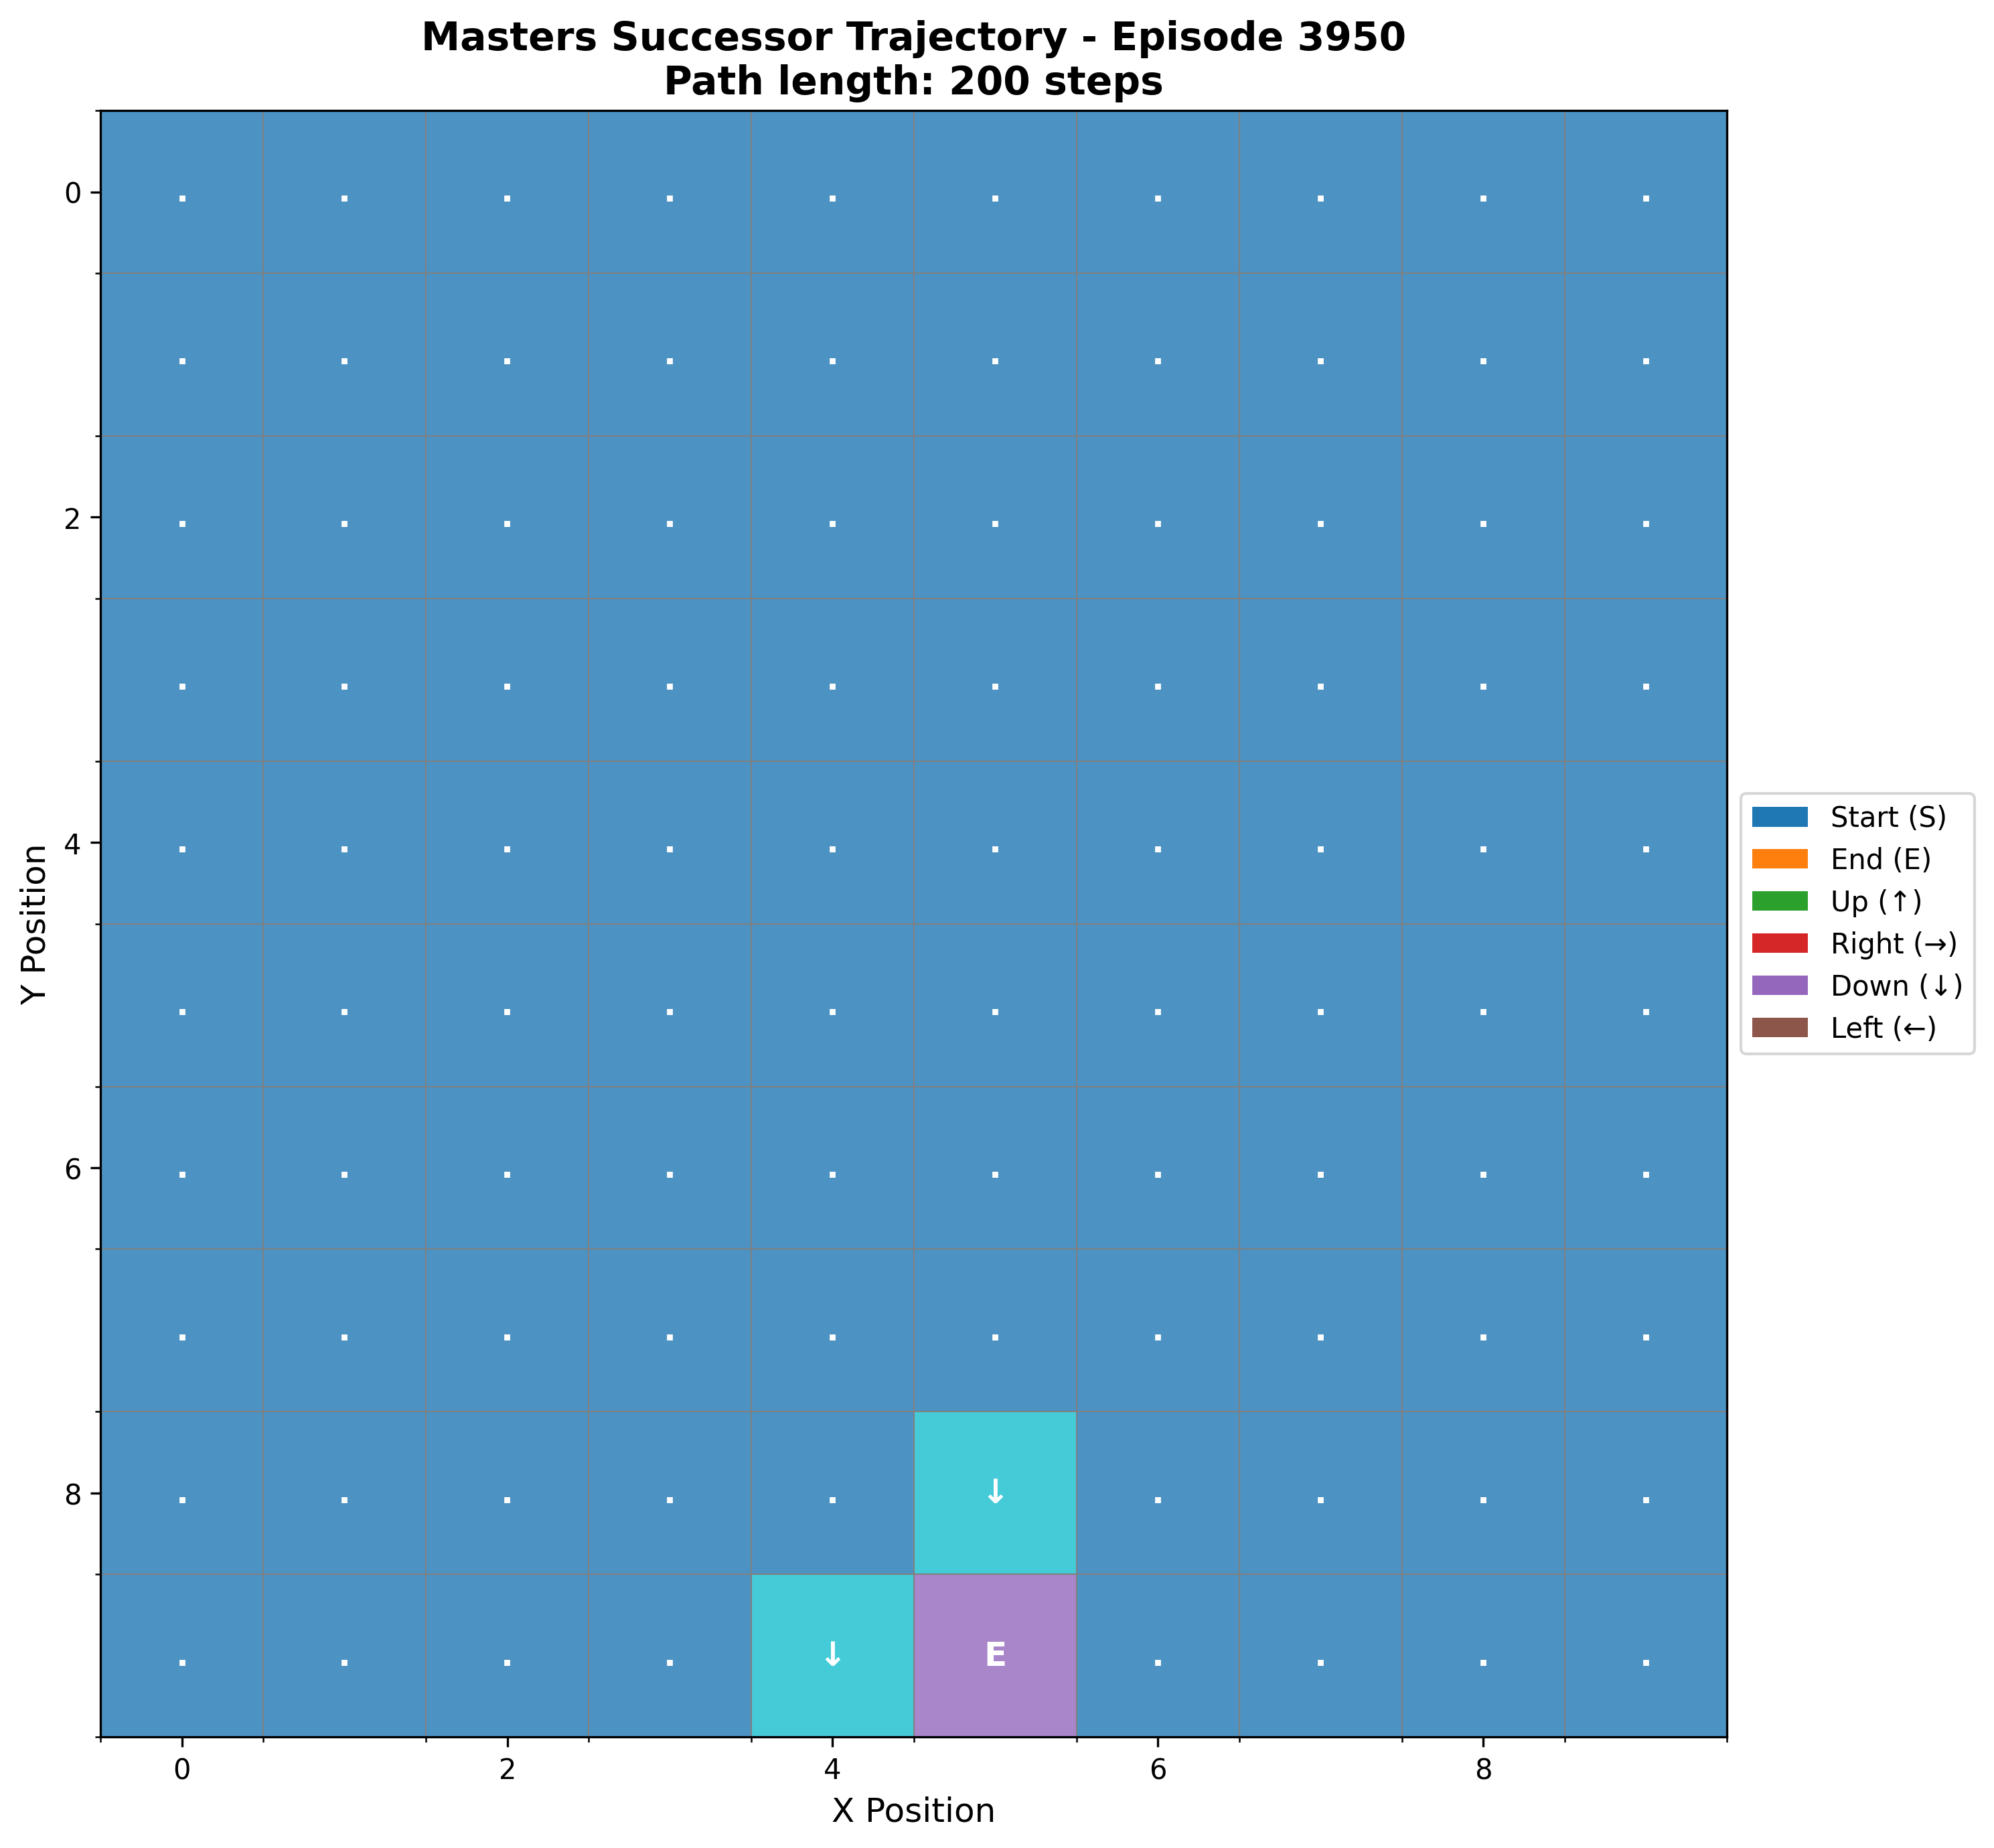 Masters Successor Trajectory - Episode 3950
Path length: 200 steps
0
2
4
6
8
↓
↓ E
0 2 4 6 8
X Position
Y Position
Start (S)
End (E)
Up (↑)
Right (→)
Down (↓)
Left (←)